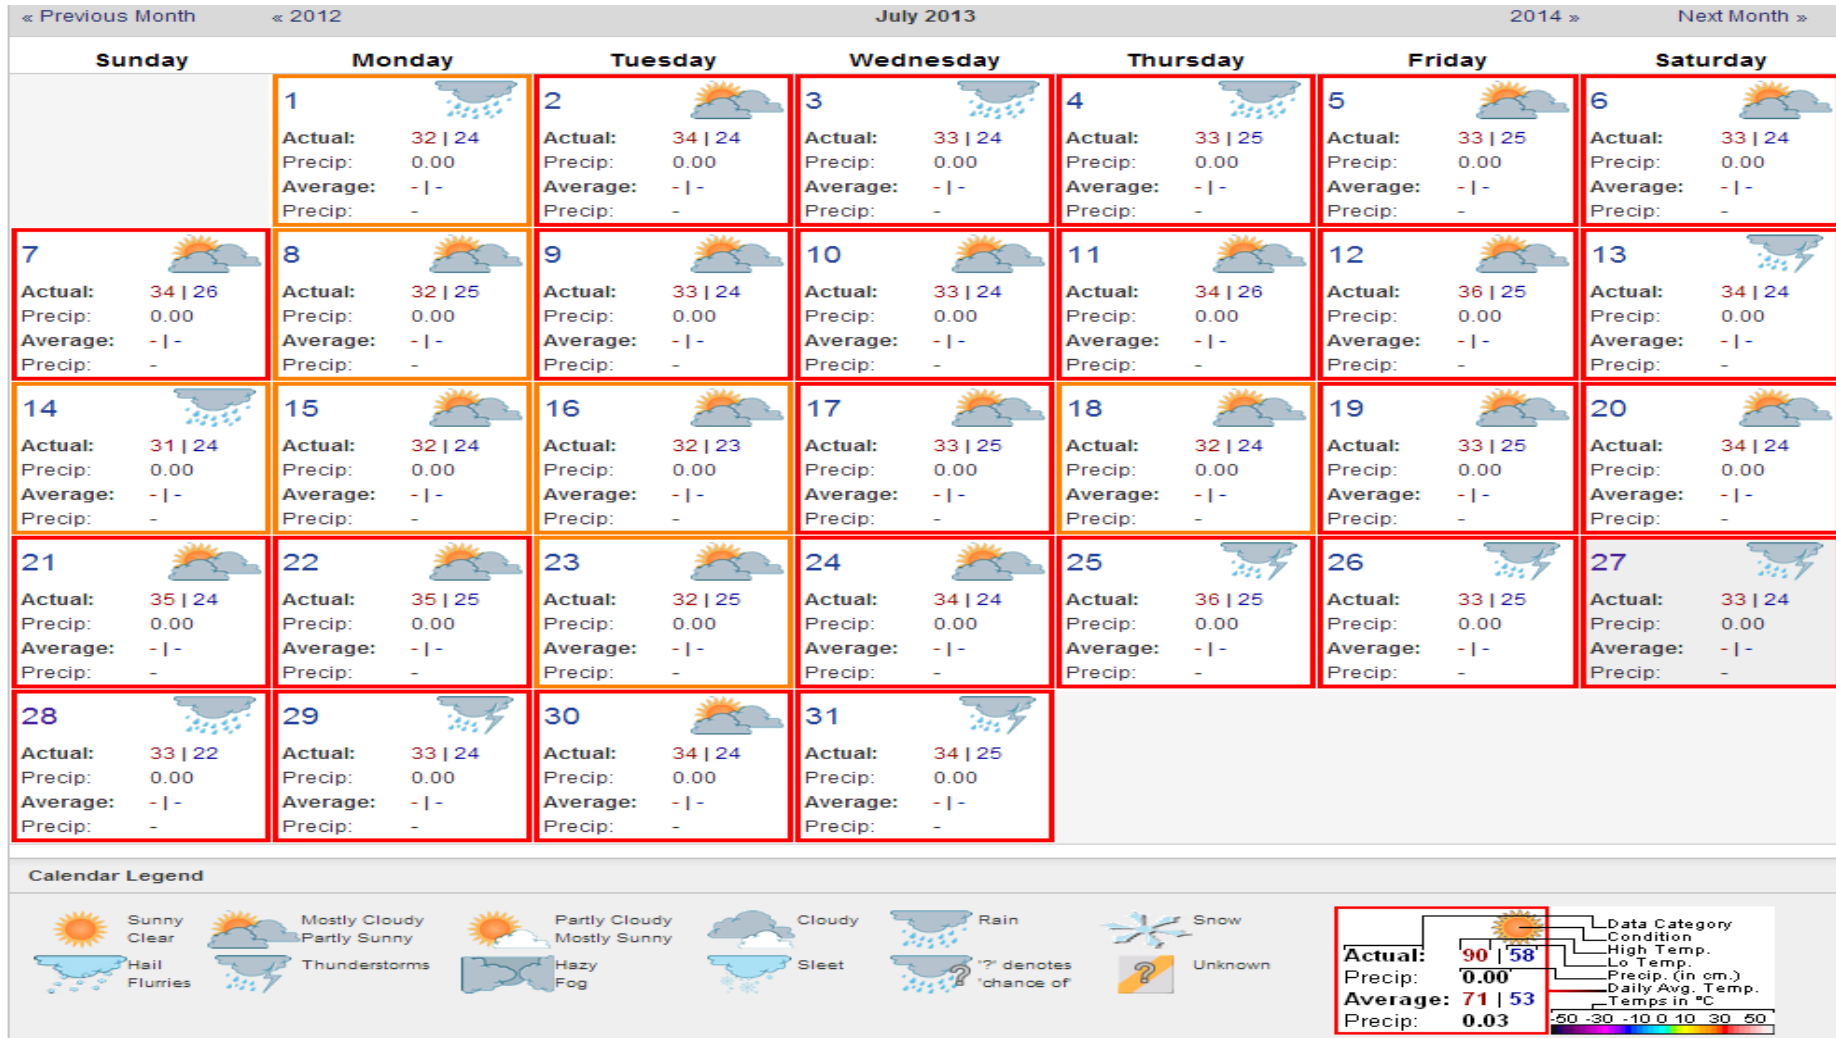 « Previous Month « 2012 July 2013 2014 » Next Month »
Sunday Monday Tuesday Wednesday Thursday Friday Saturday
1 2 3 4 5 6
Actual: 32 | 24 Actual: 34 | 24 Actual: 33 | 24 Actual: 33 | 25 Actual: 33 | 25 Actual: 33 | 24
Precip: 0.00 Precip: 0.00 Precip: 0.00 Precip: 0.00 Precip: 0.00 Precip: 0.00
Average: - | - Average: - | - Average: - | - Average: - | - Average: - | - Average: - | -
Precip: - Precip: - Precip: - Precip: - Precip: - Precip: -
7 8 9 10 11 12 13
Actual: 34 | 26 Actual: 32 | 25 Actual: 33 | 24 Actual: 33 | 24 Actual: 34 | 26 Actual: 36 | 25 Actual: 34 | 24
Precip: 0.00 Precip: 0.00 Precip: 0.00 Precip: 0.00 Precip: 0.00 Precip: 0.00 Precip: 0.00
Average: - | - Average: - | - Average: - | - Average: - | - Average: - | - Average: - | - Average: - | -
Precip: - Precip: - Precip: - Precip: - Precip: - Precip: - Precip: -
14 15 16 17 18 19 20
Actual: 31 | 24 Actual: 32 | 24 Actual: 32 | 23 Actual: 33 | 25 Actual: 32 | 24 Actual: 33 | 25 Actual: 34 | 24
Precip: 0.00 Precip: 0.00 Precip: 0.00 Precip: 0.00 Precip: 0.00 Precip: 0.00 Precip: 0.00
Average: - | - Average: - | - Average: - | - Average: - | - Average: - | - Average: - | - Average: - | -
Precip: - Precip: - Precip: - Precip: - Precip: - Precip: - Precip: -
21 22 23 24 25 26 27
Actual: 35 | 24 Actual: 35 | 25 Actual: 32 | 25 Actual: 34 | 24 Actual: 36 | 25 Actual: 33 | 25 Actual: 33 | 24
Precip: 0.00 Precip: 0.00 Precip: 0.00 Precip: 0.00 Precip: 0.00 Precip: 0.00 Precip: 0.00
Average: - | - Average: - | - Average: - | - Average: - | - Average: - | - Average: - | - Average: - | -
Precip: - Precip: - Precip: - Precip: - Precip: - Precip: - Precip: -
28 29 30 31
Actual: 33 | 22 Actual: 33 | 24 Actual: 34 | 24 Actual: 34 | 25
Precip: 0.00 Precip: 0.00 Precip: 0.00 Precip: 0.00
Average: - | - Average: - | - Average: - | - Average: - | -
Precip: - Precip: - Precip: - Precip: -
Calendar Legend
Sunny
Clear
Mostly Cloudy
Partly Sunny
Partly Cloudy
Mostly Sunny
Cloudy
Rain
Snow
Hail
Flurries
Thunderstorms
Hazy
Fog
Sleet
?
"?" denotes
'chance of'
?
Unknown
Actual: 90 | 58
Precip: 0.00
Average: 71 | 53
Precip: 0.03
Data Category
Condition
High Temp.
Lo Temp.
Precip. (in cm.)
Daily Avg. Temp.
Temps in °C
-50 -30 -10 0 10 30 50